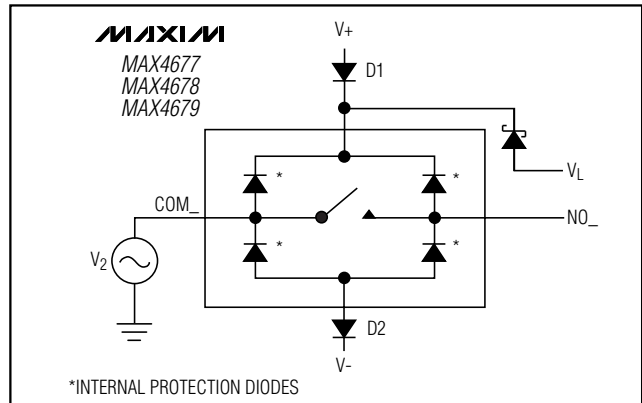 MAXIM
MAX4677
MAX4678
MAX4679
V+
D1
*
*
VL
COM_
NO_
*
*
V2
D2
V-
*INTERNAL PROTECTION DIODES